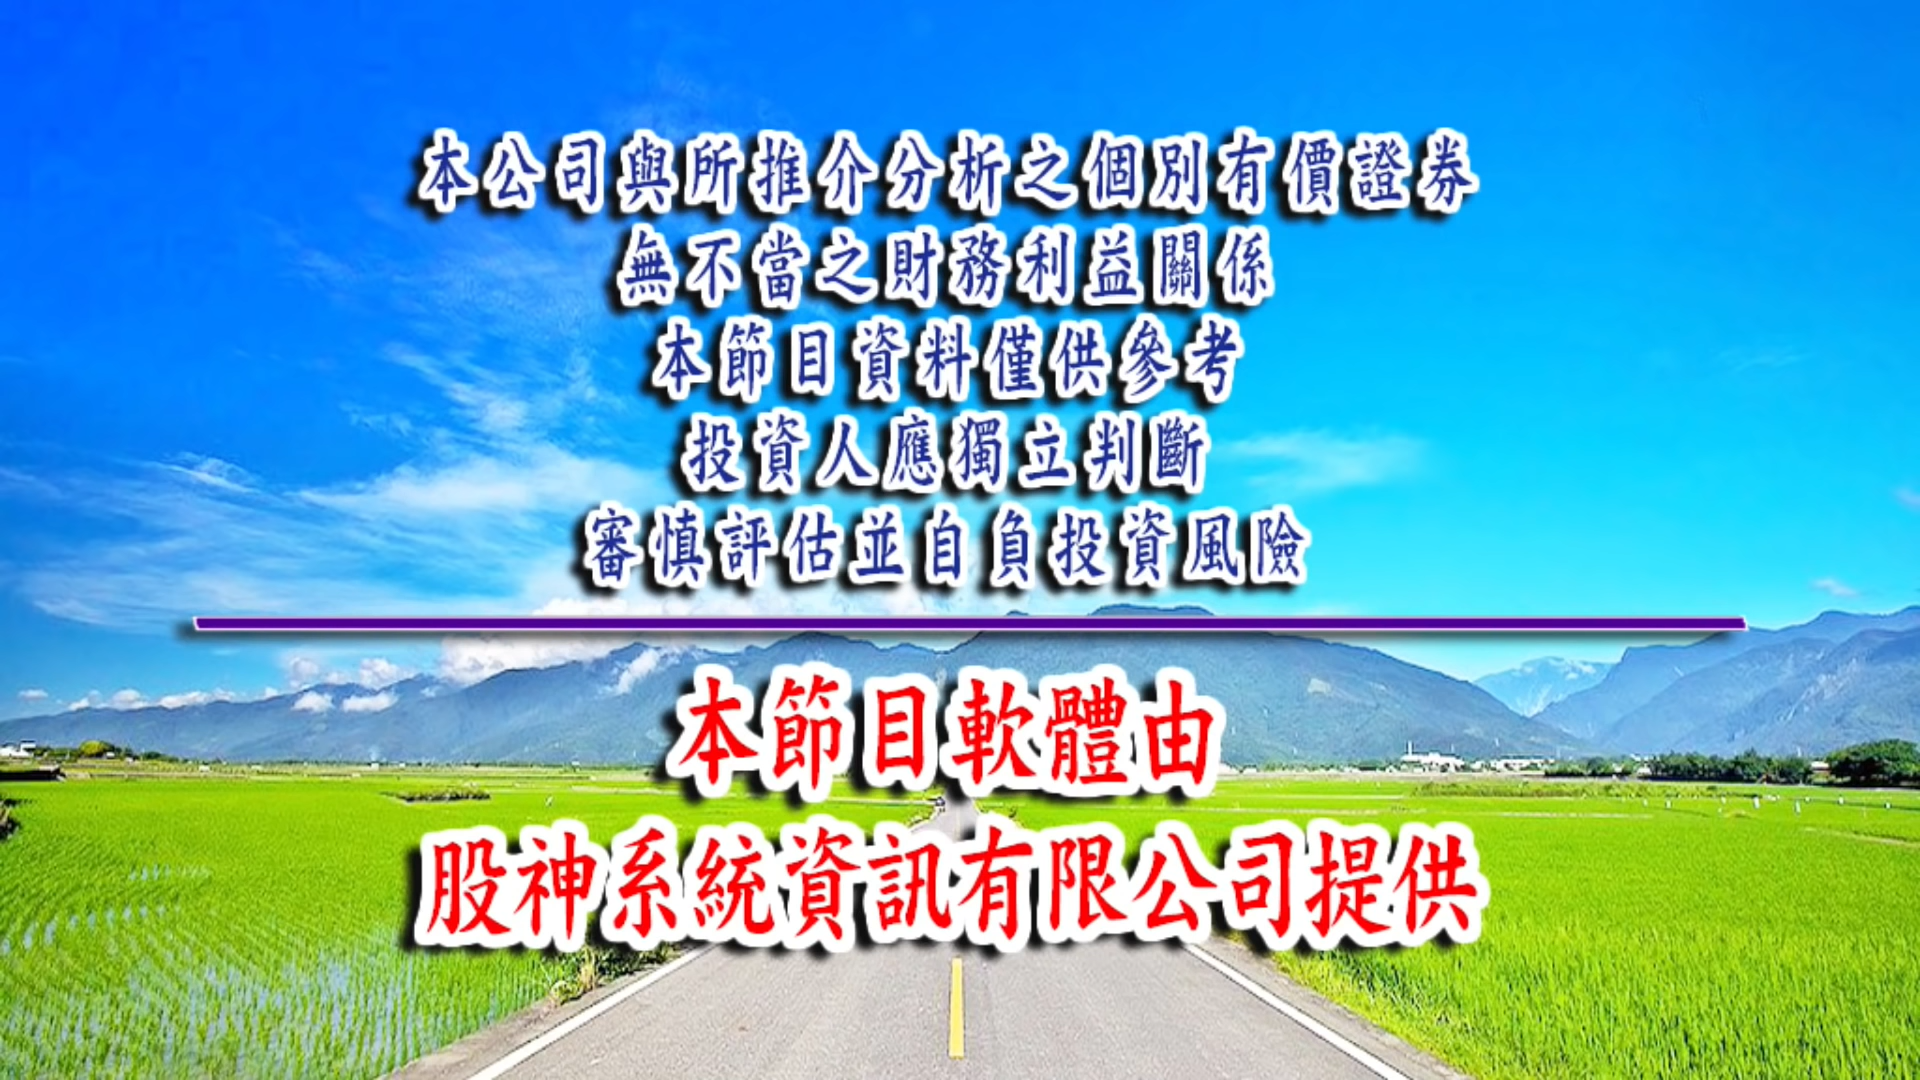 本公司與所推介分析之個別有價證券
無不當之財務利益關係
本節目資料僅供參考
投資人應獨立判斷
審慎評估並自負投資風險
本節目軟體由
股神系統資訊有限公司提供